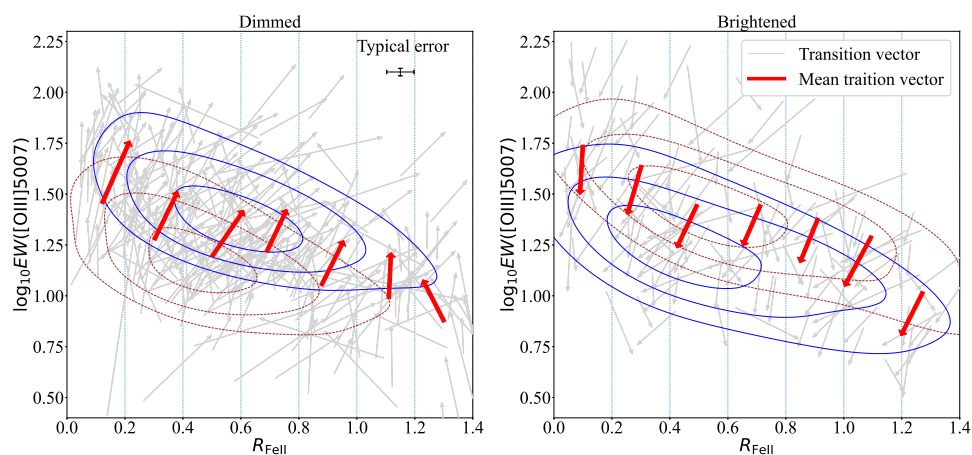 Dimmed
Typical error
log₁₀EW([OIII]5007)
2.25
2.00
1.75
1.50
1.25
1.00
0.75
0.50
0.0 0.2 0.4 0.6 0.8 1.0 1.2 1.4
R_FeII
Brightened
Transition vector
Mean traition vector
log₁₀EW([OIII]5007)
2.25
2.00
1.75
1.50
1.25
1.00
0.75
0.50
0.0 0.2 0.4 0.6 0.8 1.0 1.2 1.4
R_FeII